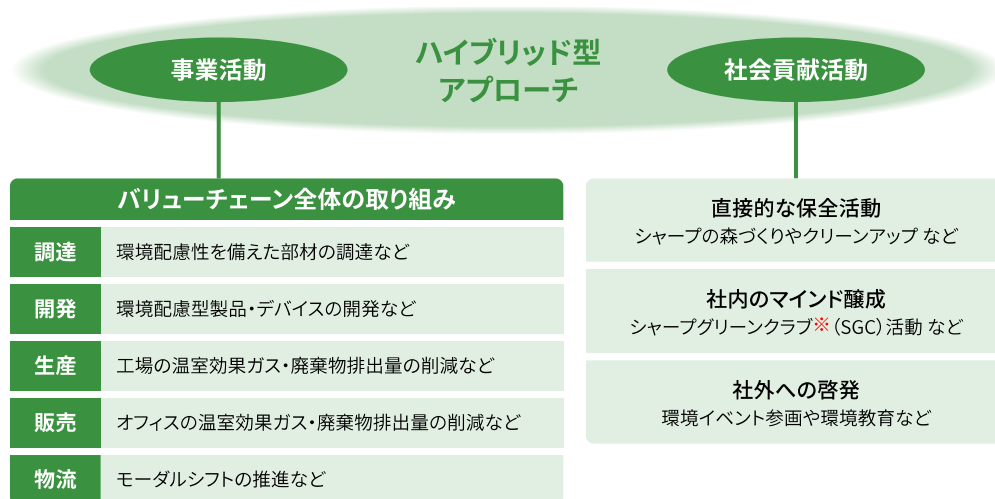 ハイブリッド型
アプローチ
事業活動
社会貢献活動
バリューチェーン全体の取り組み
調達
環境配慮性を備えた部材の調達など
開発
環境配慮型製品・デバイスの開発など
生産
工場の温室効果ガス・廃棄物排出量の削減など
販売
オフィスの温室効果ガス・廃棄物排出量の削減など
物流
モーダルシフトの推進など
直接的な保全活動
シャープの森づくりやクリーンアップ など
社内のマインド醸成
シャープグリーンクラブ※（SGC）活動 など
社外への啓発
環境イベント参画や環境教育など